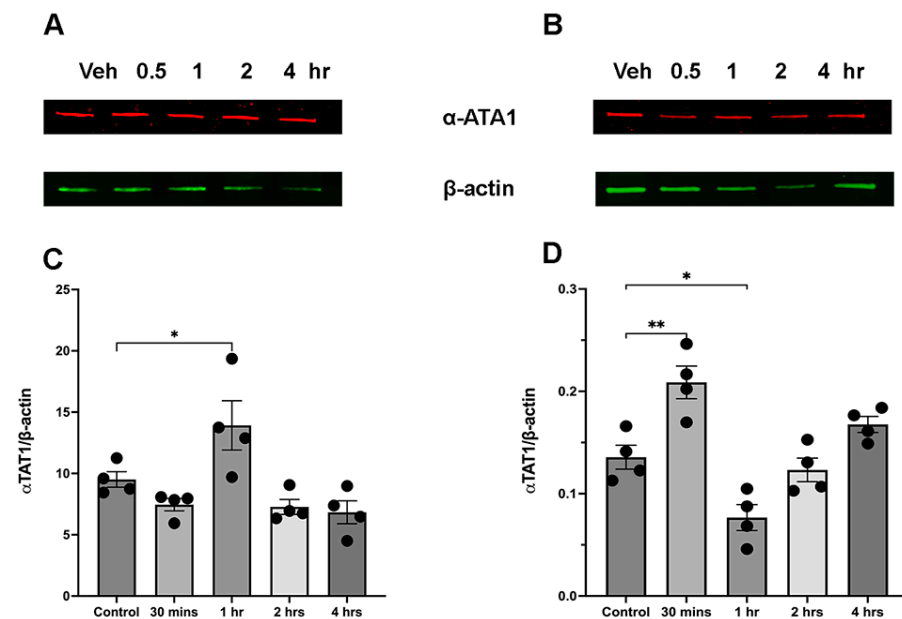 A
B
Veh 0.5 1 2 4 hr
Veh 0.5 1 2 4 hr
α-ATA1
β-actin
C
D
αTAT1/β-actin
25
20
15
10
5
0
*
Control 30 mins 1 hr 2 hrs 4 hrs
αTAT1/β-actin
0.3
0.2
0.1
0.0
*
**
Control 30 mins 1 hr 2 hrs 4 hrs